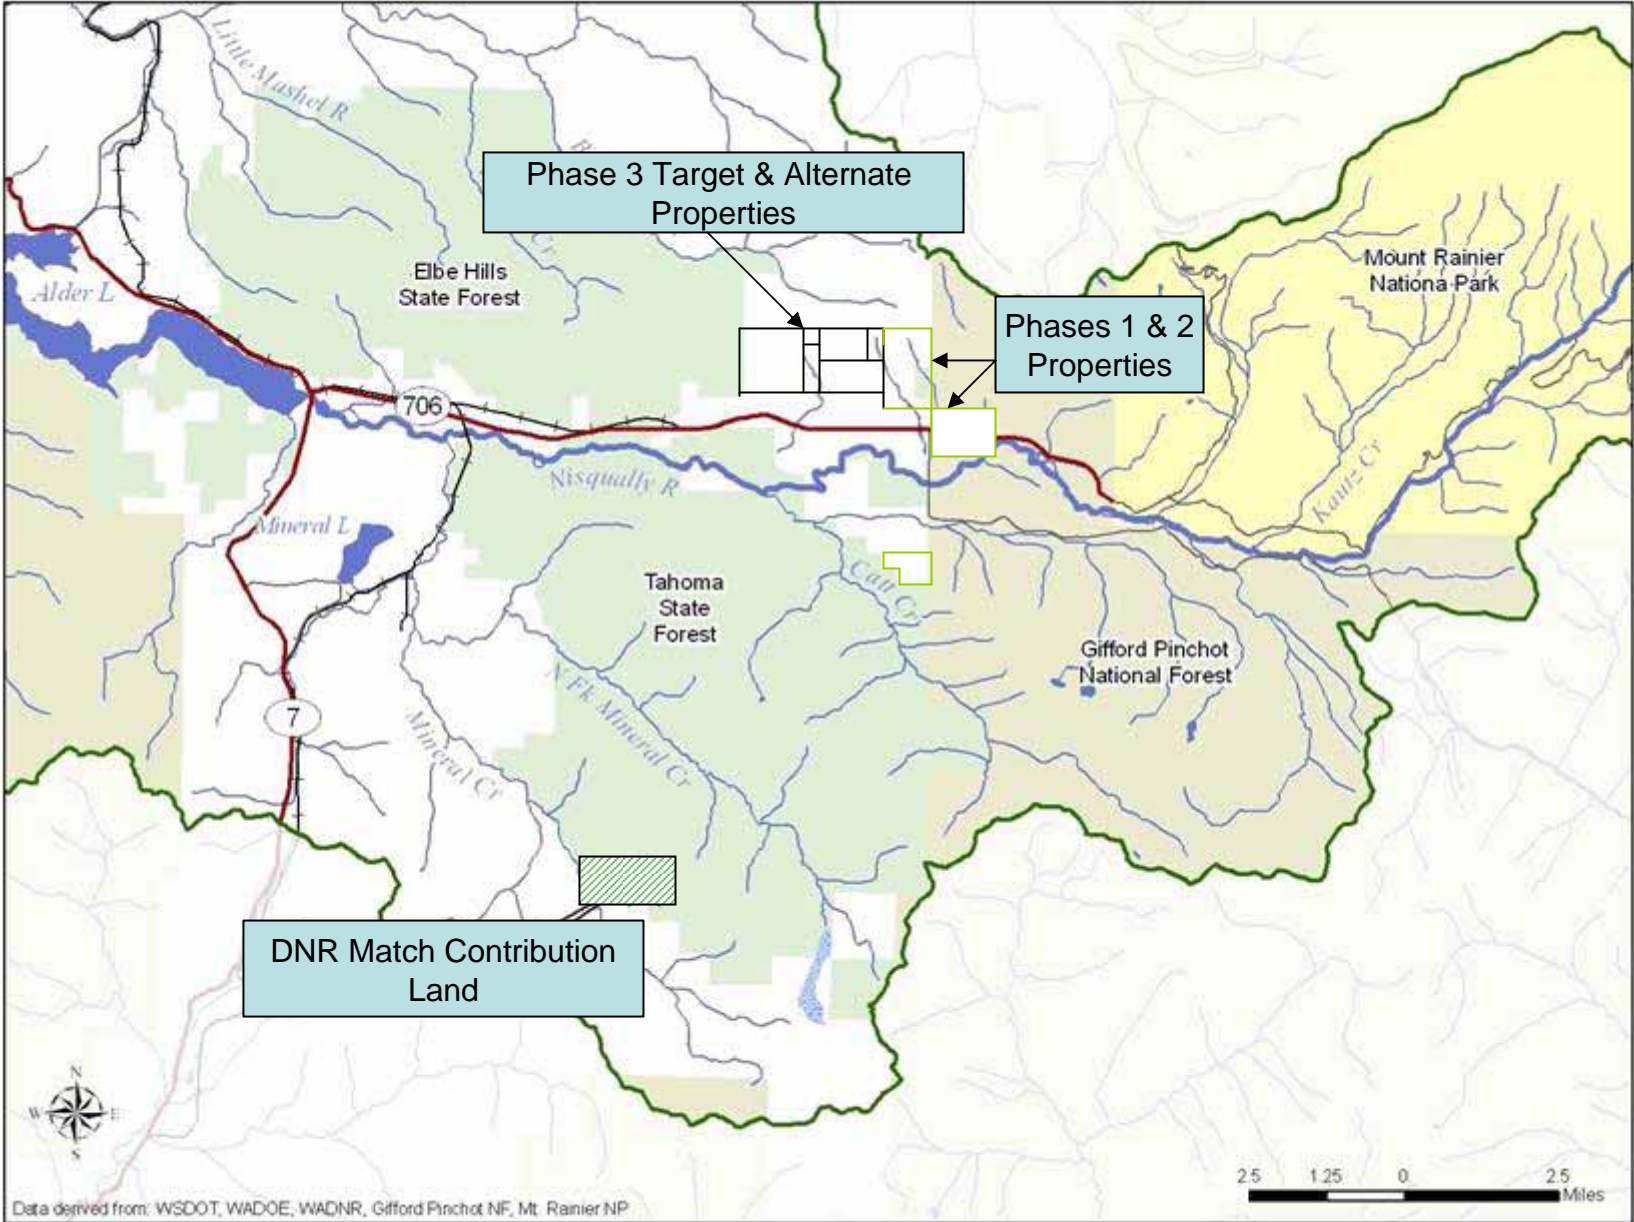 Little Mashel R
Phase 3 Target & Alternate
Properties
Cr
Elbe Hills
State Forest
Mount Rainier
Nationa Park
Alder L
Phases 1 & 2
Properties
706
Nisqually R
Kautz Cr
Mineral L
Tahoma
State
Forest
Gifford Pinchot
National Forest
N Fk Mineral Cr
7
Mineral Cr
DNR Match Contribution
Land
N
W E
S
2.5 1.25 0 2.5
Miles
Data derived from: WSDOT, WADOE, WADNR, Gifford Pinchot NF, Mt. Rainier NP